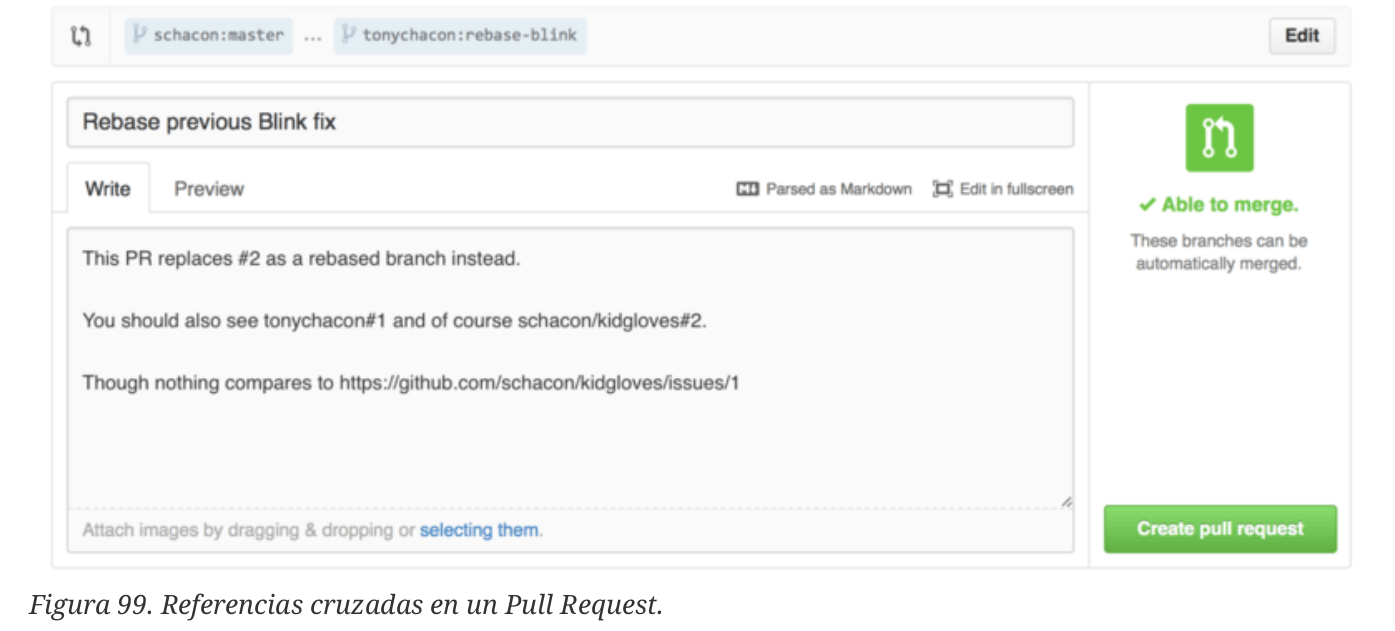 schacon:master ... tonychacon:rebase-blink Edit
Rebase previous Blink fix
Write Preview Parsed as Markdown Edit in fullscreen
This PR replaces #2 as a rebased branch instead.
You should also see tonychacon#1 and of course schacon/kidgloves#2.
Though nothing compares to https://github.com/schacon/kidgloves/issues/1
Attach images by dragging & dropping or selecting them.
✓ Able to merge.
These branches can be
automatically merged.
Create pull request
Figura 99. Referencias cruzadas en un Pull Request.